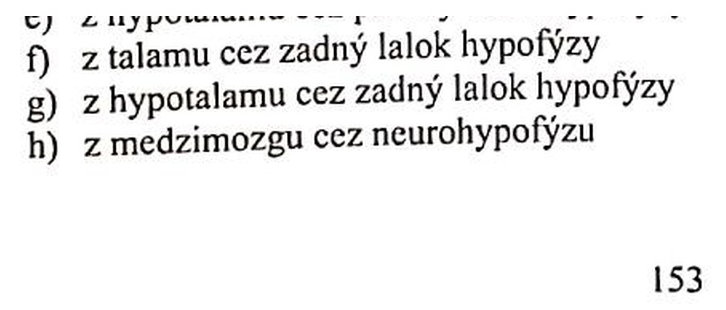 f) z talamu cez zadný lalok hypofýzy
g) z hypotalamu cez zadný lalok hypofýzy
h) z medzimozgu cez neurohypofýzu
153